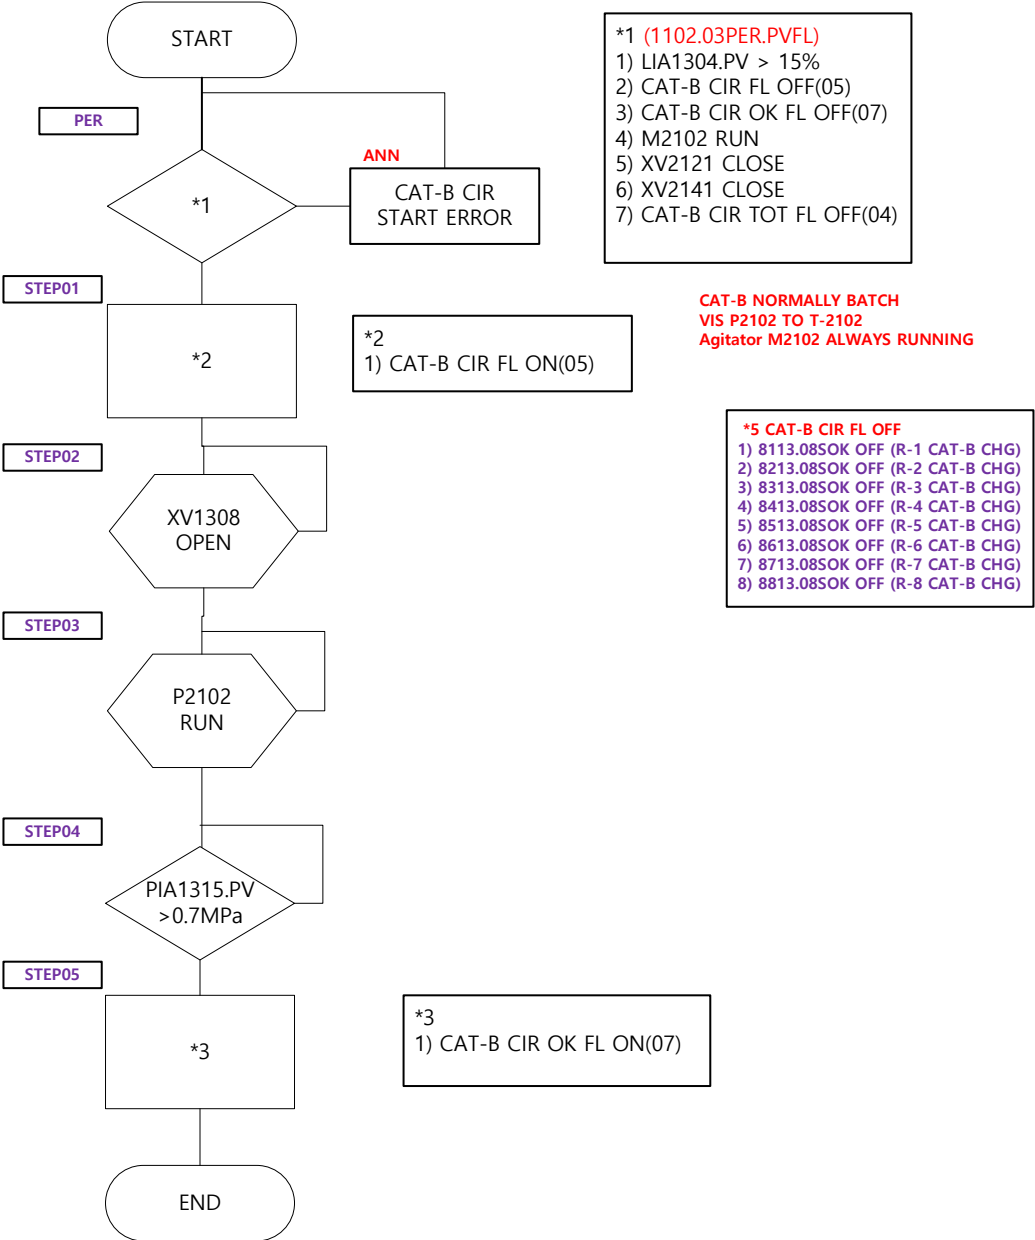 START
PER
*1
ANN
CAT-B CIR
START ERROR
*1 (1102.03PER.PVFL)
1) LIA1304.PV > 15%
2) CAT-B CIR FL OFF(05)
3) CAT-B CIR OK FL OFF(07)
4) M2102 RUN
5) XV2121 CLOSE
6) XV2141 CLOSE
7) CAT-B CIR TOT FL OFF(04)
STEP01
*2
*2
1) CAT-B CIR FL ON(05)
CAT-B NORMALLY BATCH
VIS P2102 TO T-2102
Agitator M2102 ALWAYS RUNNING
*5 CAT-B CIR FL OFF
1) 8113.08SOK OFF (R-1 CAT-B CHG)
2) 8213.08SOK OFF (R-2 CAT-B CHG)
3) 8313.08SOK OFF (R-3 CAT-B CHG)
4) 8413.08SOK OFF (R-4 CAT-B CHG)
5) 8513.08SOK OFF (R-5 CAT-B CHG)
6) 8613.08SOK OFF (R-6 CAT-B CHG)
7) 8713.08SOK OFF (R-7 CAT-B CHG)
8) 8813.08SOK OFF (R-8 CAT-B CHG)
STEP02
XV1308
OPEN
STEP03
P2102
RUN
STEP04
PIA1315.PV
>0.7MPa
STEP05
*3
*3
1) CAT-B CIR OK FL ON(07)
END